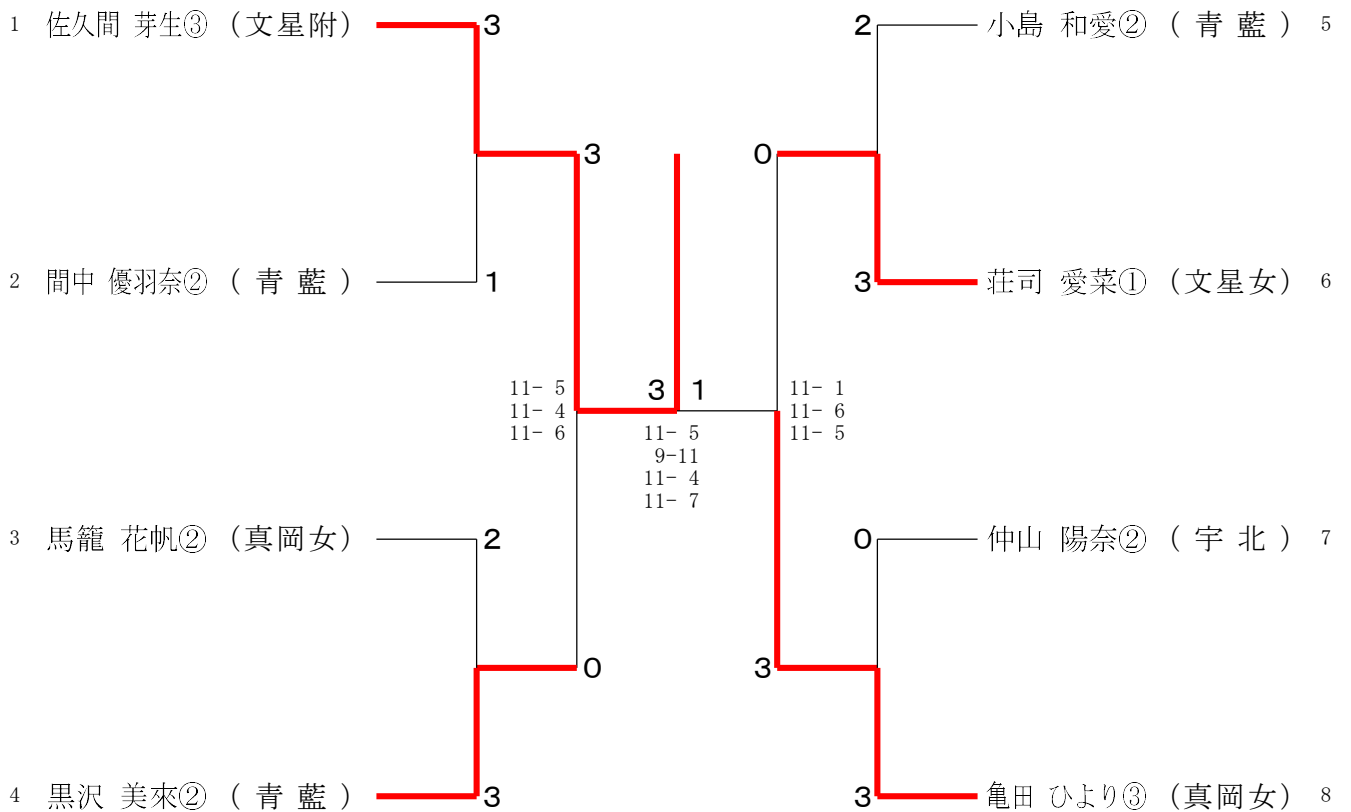 1 佐久間 芽生③ (文星附) 3
2 小島 和愛② ( 青 藍 ) 5
3 0
2 間中 優羽奈② ( 青 藍 ) 1
3 荘司 愛菜① (文星女) 6
11- 5
11- 4
11- 6
3 1
11- 5
9-11
11- 4
11- 7
11- 1
11- 6
11- 5
3 馬籠 花帆② (真岡女) 2
0 仲山 陽奈② ( 宇 北 ) 7
0 3
4 黒沢 美來② ( 青 藍 ) 3
3 亀田 ひより③ (真岡女) 8